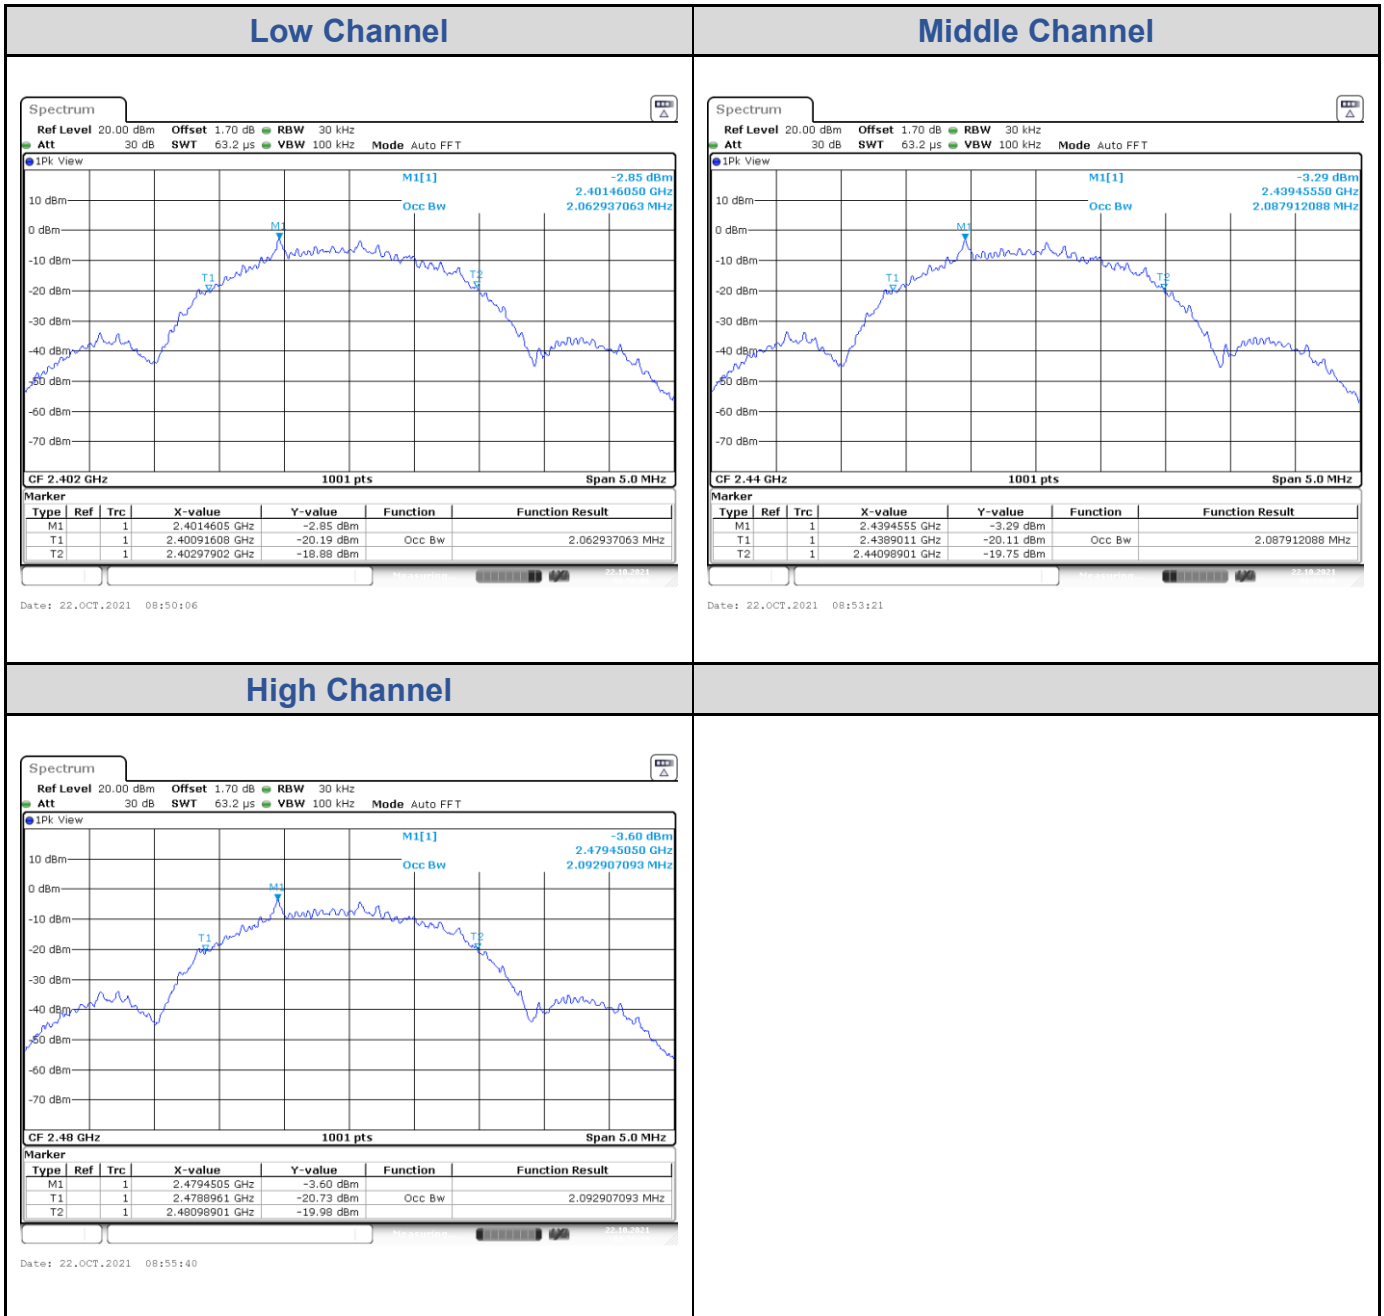 Low Channel
Middle Channel
Spectrum
Ref Level 20.00 dBm Offset 1.70 dB RBW 30 kHz
Att 30 dB SWT 63.2 µs VBW 100 kHz Mode Auto FFT
1Pk View
M1[1] -2.85 dBm
2.40146050 GHz
Occ Bw 2.062937063 MHz
10 dBm
0 dBm
M1
-10 dBm
T1
T2
-20 dBm
-30 dBm
-40 dBm
-50 dBm
-60 dBm
-70 dBm
CF 2.402 GHz 1001 pts Span 5.0 MHz
Marker
Type Ref Trc X-value Y-value Function Function Result
M1 1 2.4014605 GHz -2.85 dBm
T1 1 2.40091608 GHz -20.19 dBm Occ Bw 2.062937063 MHz
T2 1 2.40297902 GHz -18.88 dBm
Measuring 22.10.2021
Date: 22.OCT.2021 08:50:06
Spectrum
Ref Level 20.00 dBm Offset 1.70 dB RBW 30 kHz
Att 30 dB SWT 63.2 µs VBW 100 kHz Mode Auto FFT
1Pk View
M1[1] -3.29 dBm
2.43945550 GHz
Occ Bw 2.087912088 MHz
10 dBm
0 dBm
M1
-10 dBm
T1
T2
-20 dBm
-30 dBm
-40 dBm
-50 dBm
-60 dBm
-70 dBm
CF 2.44 GHz 1001 pts Span 5.0 MHz
Marker
Type Ref Trc X-value Y-value Function Function Result
M1 1 2.4394555 GHz -3.29 dBm
T1 1 2.4389011 GHz -20.11 dBm Occ Bw 2.087912088 MHz
T2 1 2.44098901 GHz -19.75 dBm
Measuring 22.10.2021
Date: 22.OCT.2021 08:53:21
High Channel
Spectrum
Ref Level 20.00 dBm Offset 1.70 dB RBW 30 kHz
Att 30 dB SWT 63.2 µs VBW 100 kHz Mode Auto FFT
1Pk View
M1[1] -3.60 dBm
2.47945050 GHz
Occ Bw 2.092907093 MHz
10 dBm
0 dBm
M1
-10 dBm
T1
T2
-20 dBm
-30 dBm
-40 dBm
-50 dBm
-60 dBm
-70 dBm
CF 2.48 GHz 1001 pts Span 5.0 MHz
Marker
Type Ref Trc X-value Y-value Function Function Result
M1 1 2.4794505 GHz -3.60 dBm
T1 1 2.4788961 GHz -20.73 dBm Occ Bw 2.092907093 MHz
T2 1 2.48098901 GHz -19.98 dBm
Measuring 22.10.2021
Date: 22.OCT.2021 08:55:40